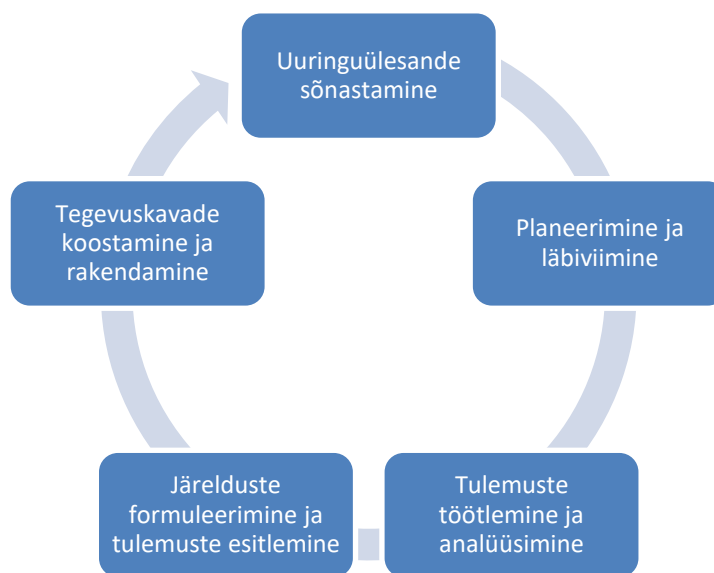 Uuringuülesande
sõnastamine
Planeerimine ja
läbiviimine
Tulemuste
töötlemine ja
analüüsimine
Järelduste
formuleerimine ja
tulemuste esitlemine
Tegevuskavade
koostamine ja
rakendamine